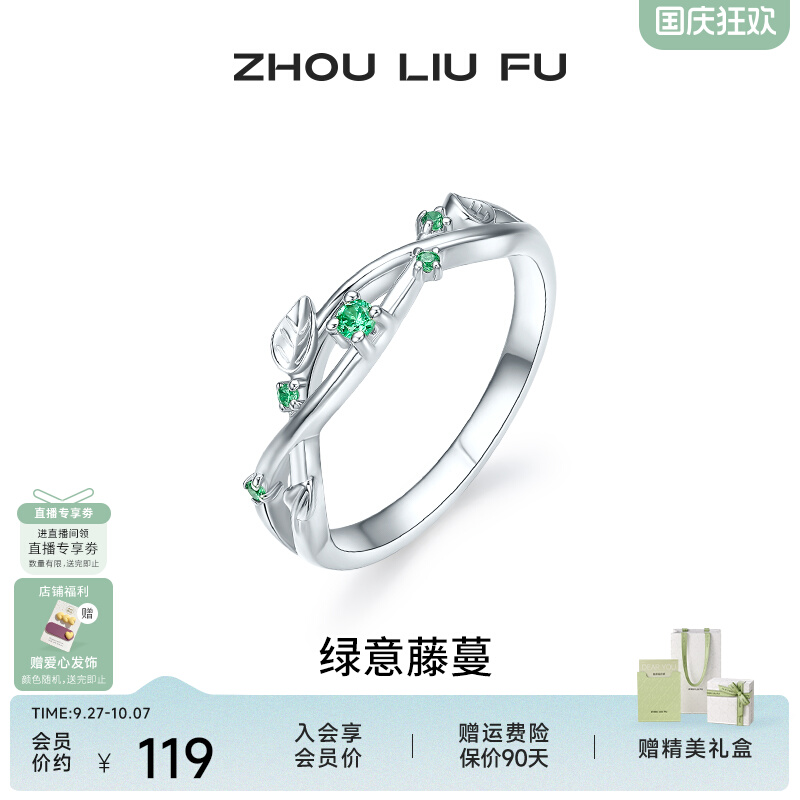 国庆狂欢
ZHOU LIU FU
直播专享券
进直播间领
直播专享券
数量有限,送完即止
店铺福利
赠
赠爱心发饰
颜色随机,送完即止
绿意藤蔓
TIME:9.27-10.07
会员
价约
¥ 119
入会享
会员价
赠运费险
保价90天
赠精美礼盒
ZHOU LIU FU